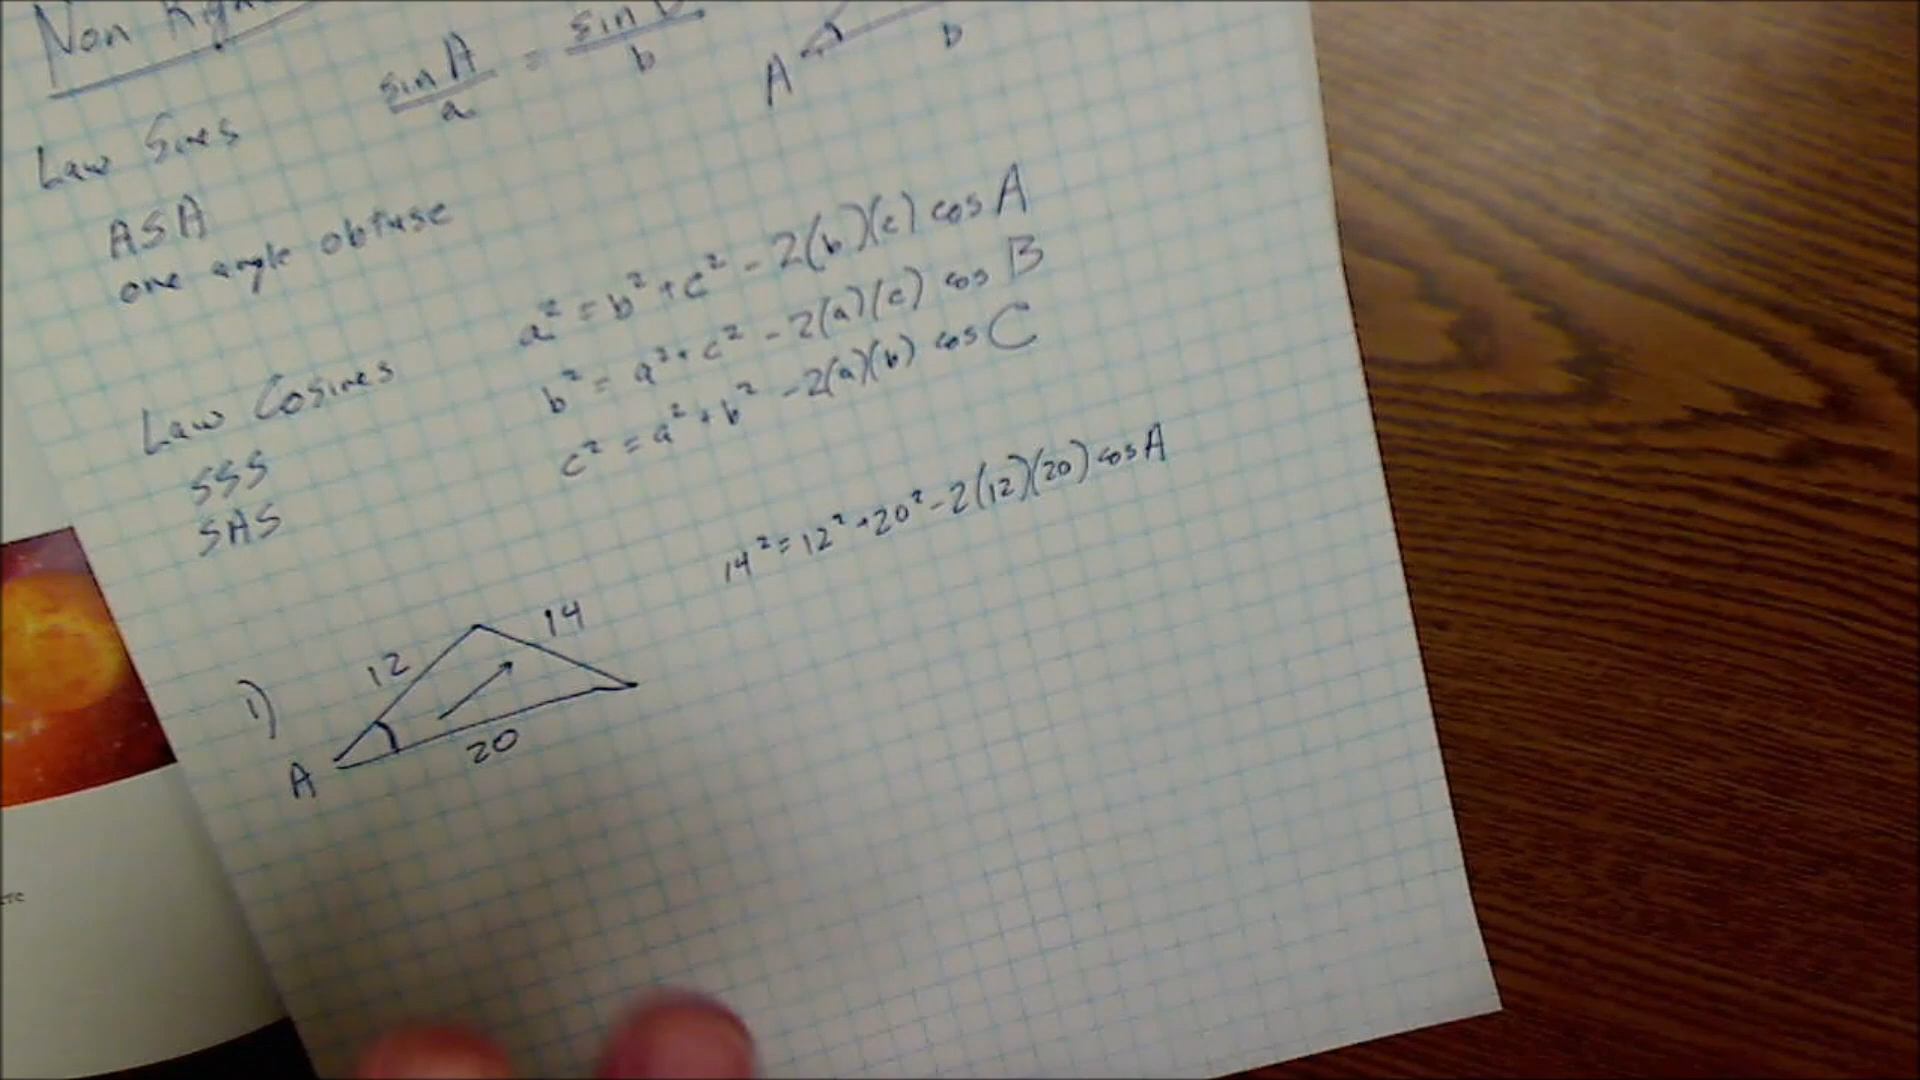 Non Right
sin A / a = sin B / b
A b
Law Sines
ASA
one angle obtuse
Law Cosines
SSS
SAS
a² = b² + c² - 2(b)(c) cos A
b² = a² + c² - 2(a)(c) cos B
c² = a² + b² - 2(a)(b) cos C
14² = 12² + 20² - 2(12)(20) cos A
1)
12 14
A 20